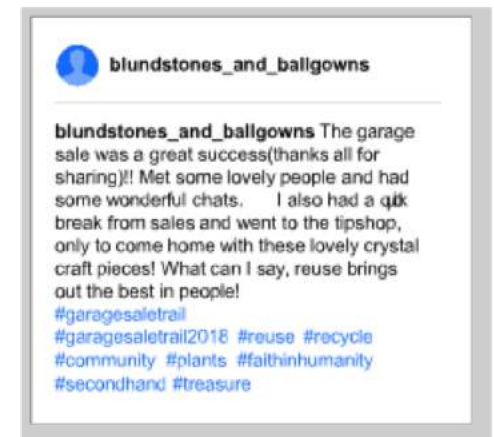 blundstones_and_ballgowns
blundstones_and_ballgowns The garage
sale was a great success(thanks all for
sharing)!! Met some lovely people and had
some wonderful chats. I also had a quik
break from sales and went to the tipshop,
only to come home with these lovely crystal
craft pieces! What can I say, reuse brings
out the best in people!
#garagesaletrail
#garagesaletrail2018 #reuse #recycle
#community #plants #faithinhumanity
#secondhand #treasure